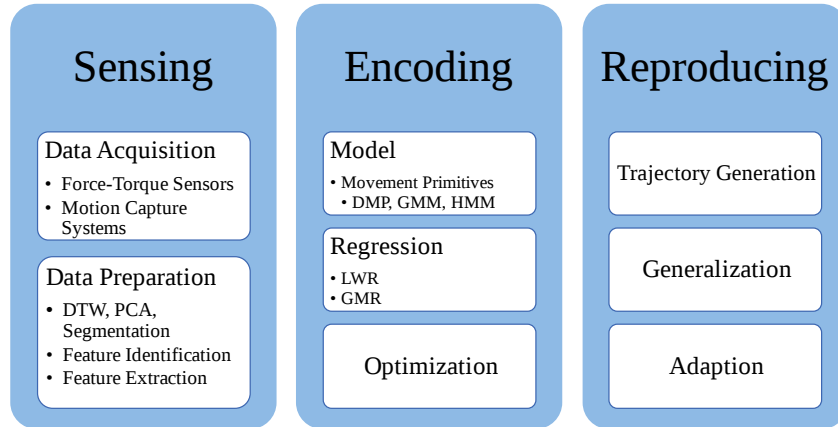 Sensing
Data Acquisition
• Force-Torque Sensors
• Motion Capture
Systems
Data Preparation
• DTW, PCA,
Segmentation
• Feature Identification
• Feature Extraction
Encoding
Model
• Movement Primitives
• DMP, GMM, HMM
Regression
• LWR
• GMR
Optimization
Reproducing
Trajectory Generation
Generalization
Adaption